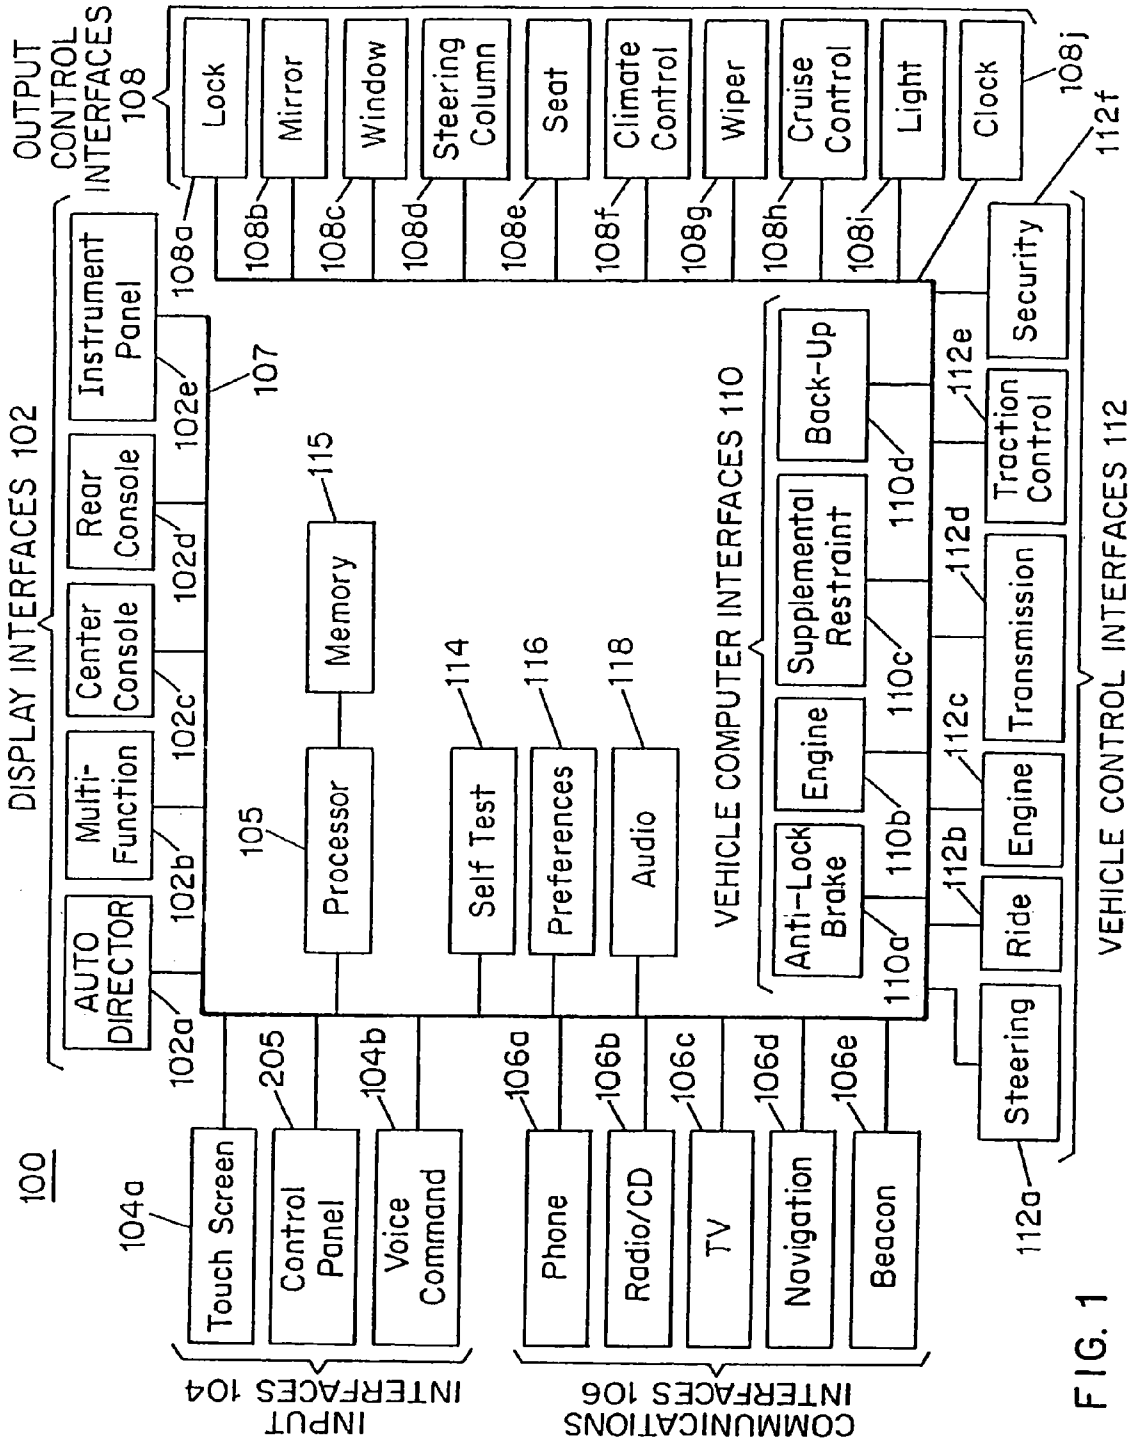 100
DISPLAY INTERFACES 102
AUTO
DIRECTOR
102a
Multi-
Function
102b
Center
Console
102c
Rear
Console
102d
Instrument
Panel
102e
107
OUTPUT
CONTROL
INTERFACES
108
Lock
108a
Mirror
108b
Window
108c
Steering
Column
108d
Seat
108e
Climate
Control
108f
Wiper
108g
Cruise
Control
108h
Light
108i
Clock
108j
INPUT
INTERFACES 104
104a
Touch Screen
Control
Panel
205
Voice
Command
104b
COMMUNICATIONS
INTERFACES 106
Phone
106a
Radio/CD
106b
TV
106c
Navigation
106d
Beacon
106e
105
Processor
Memory
115
Self Test
114
Preferences
116
Audio
118
VEHICLE COMPUTER INTERFACES 110
Anti-Lock
Brake
110a
Engine
110b
Supplemental
Restraint
110c
Back-Up
110d
Steering
112a
Ride
112b
Engine
112c
Transmission
112d
Traction
Control
112e
Security
112f
VEHICLE CONTROL INTERFACES 112
FIG. 1